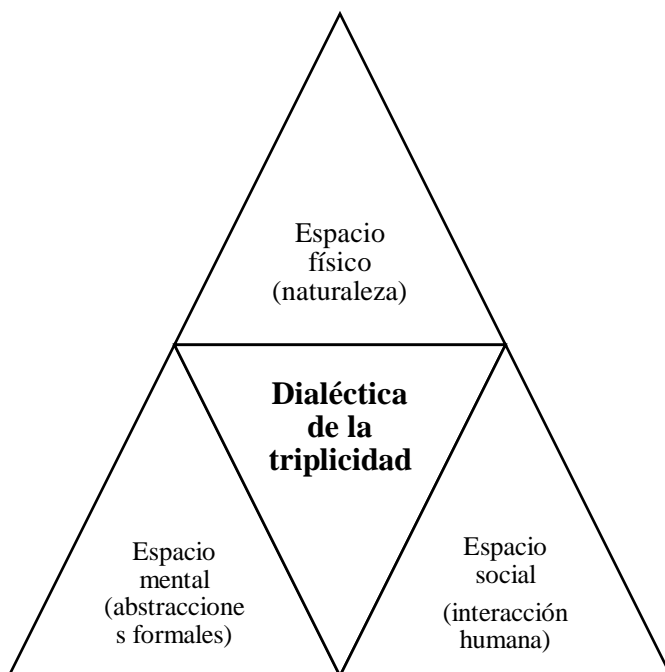 Espacio
físico
(naturaleza)
Dialéctica
de la
triplicidad
Espacio
mental
(abstraccione
s formales)
Espacio
social
(interacción
humana)